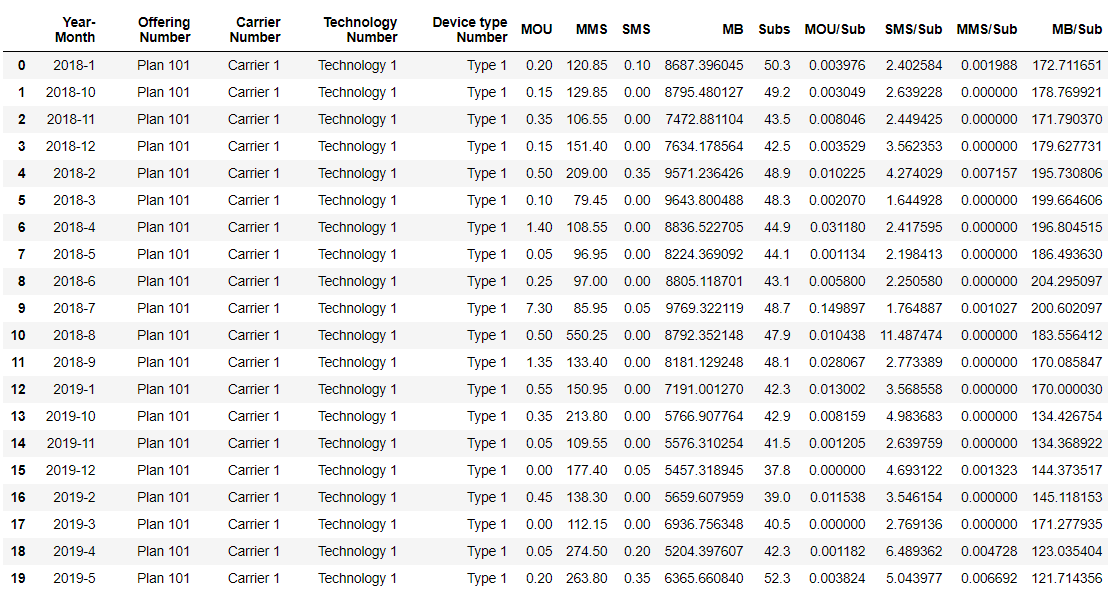 Year-Month Offering Number Carrier Number Technology Number Device type Number MOU MMS SMS MB Subs MOU/Sub SMS/Sub MMS/Sub MB/Sub
0 2018-1 Plan 101 Carrier 1 Technology 1 Type 1 0.20 120.85 0.10 8687.396045 50.3 0.003976 2.402584 0.001988 172.711651
1 2018-10 Plan 101 Carrier 1 Technology 1 Type 1 0.15 129.85 0.00 8795.480127 49.2 0.003049 2.639228 0.000000 178.769921
2 2018-11 Plan 101 Carrier 1 Technology 1 Type 1 0.35 106.55 0.00 7472.881104 43.5 0.008046 2.449425 0.000000 171.790370
3 2018-12 Plan 101 Carrier 1 Technology 1 Type 1 0.15 151.40 0.00 7634.178564 42.5 0.003529 3.562353 0.000000 179.627731
4 2018-2 Plan 101 Carrier 1 Technology 1 Type 1 0.50 209.00 0.35 9571.236426 48.9 0.010225 4.274029 0.007157 195.730806
5 2018-3 Plan 101 Carrier 1 Technology 1 Type 1 0.10 79.45 0.00 9643.800488 48.3 0.002070 1.644928 0.000000 199.664606
6 2018-4 Plan 101 Carrier 1 Technology 1 Type 1 1.40 108.55 0.00 8836.522705 44.9 0.031180 2.417595 0.000000 196.804515
7 2018-5 Plan 101 Carrier 1 Technology 1 Type 1 0.05 96.95 0.00 8224.369092 44.1 0.001134 2.198413 0.000000 186.493630
8 2018-6 Plan 101 Carrier 1 Technology 1 Type 1 0.25 97.00 0.00 8805.118701 43.1 0.005800 2.250580 0.000000 204.295097
9 2018-7 Plan 101 Carrier 1 Technology 1 Type 1 7.30 85.95 0.05 9769.322119 48.7 0.149897 1.764887 0.001027 200.602097
10 2018-8 Plan 101 Carrier 1 Technology 1 Type 1 0.50 550.25 0.00 8792.352148 47.9 0.010438 11.487474 0.000000 183.556412
11 2018-9 Plan 101 Carrier 1 Technology 1 Type 1 1.35 133.40 0.00 8181.129248 48.1 0.028067 2.773389 0.000000 170.085847
12 2019-1 Plan 101 Carrier 1 Technology 1 Type 1 0.55 150.95 0.00 7191.001270 42.3 0.013002 3.568558 0.000000 170.000030
13 2019-10 Plan 101 Carrier 1 Technology 1 Type 1 0.35 213.80 0.00 5766.907764 42.9 0.008159 4.983683 0.000000 134.426754
14 2019-11 Plan 101 Carrier 1 Technology 1 Type 1 0.05 109.55 0.00 5576.310254 41.5 0.001205 2.639759 0.000000 134.368922
15 2019-12 Plan 101 Carrier 1 Technology 1 Type 1 0.00 177.40 0.05 5457.318945 37.8 0.000000 4.693122 0.001323 144.373517
16 2019-2 Plan 101 Carrier 1 Technology 1 Type 1 0.45 138.30 0.00 5659.607959 39.0 0.011538 3.546154 0.000000 145.118153
17 2019-3 Plan 101 Carrier 1 Technology 1 Type 1 0.00 112.15 0.00 6936.756348 40.5 0.000000 2.769136 0.000000 171.277935
18 2019-4 Plan 101 Carrier 1 Technology 1 Type 1 0.05 274.50 0.20 5204.397607 42.3 0.001182 6.489362 0.004728 123.035404
19 2019-5 Plan 101 Carrier 1 Technology 1 Type 1 0.20 263.80 0.35 6365.660840 52.3 0.003824 5.043977 0.006692 121.714356